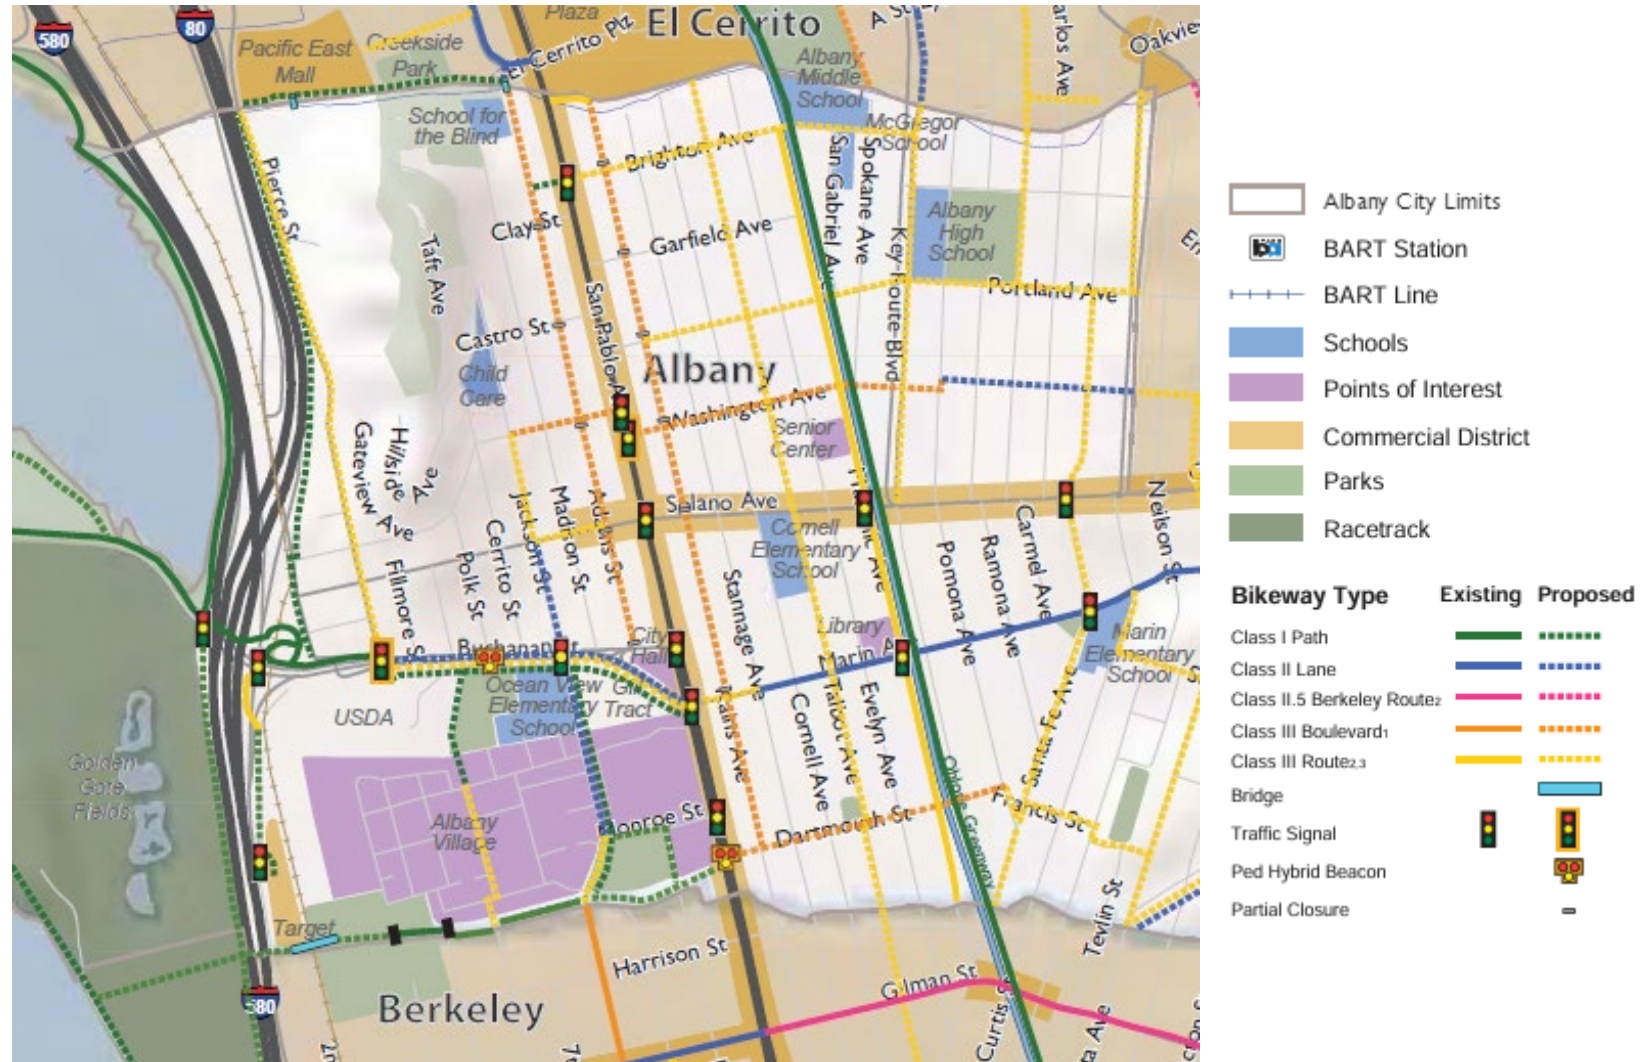 580
80
Plaza
Pacific East
Mall
Creekside
Park
El Cerrito Plz
El Cerrito
Albany
Middle
School
Oakvie
arlos Ave
School for
the Blind
McGregor
School
Pierce St
Brighton Ave
San Gabriel Ave
Spokane Ave
Clay St
Garfield Ave
Albany
High
School
Taft Ave
Key Route Blvd
Portland Ave
San Pablo A
Castro St
Child
Care
Albany
Washington Ave
Senior
Center
Gateview Ave
Hillside Ave
Solano Ave
Jackson St
Madison St
Adams St
Cerrito St
Polk St
Fillmore S
Cornell
Elementary
School
Carmel Ave
Ramona Ave
Pomona Ave
Neilson St
Stannage Ave
Library
Marin A
Marin
Elementary
School
City
Hall
Buchanan
Ocean View
Elementary
School
Gill
Tract
USDA
Golden
Gate
Fields
Albany
Village
Monroe St
Cornell Ave
Talbot Ave
Evelyn Ave
Santa Fe Ave
Ohlone Greenway
Francis St
Dartmouth St
Target
Tevlin St
Harrison St
Gilman St
Curtis S
580
Berkeley
Albany City Limits
BART Station
BART Line
Schools
Points of Interest
Commercial District
Parks
Racetrack
Bikeway Type Existing Proposed
Class I Path
Class II Lane
Class II.5 Berkeley Route2
Class III Boulevard1
Class III Route2,3
Bridge
Traffic Signal
Ped Hybrid Beacon
Partial Closure